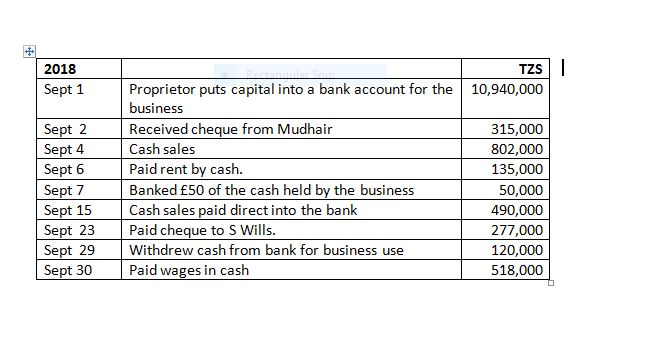 2018 TZS
Sept 1 Proprietor puts capital into a bank account for the 10,940,000
business
Sept 2 Received cheque from Mudhair 315,000
Sept 4 Cash sales 802,000
Sept 6 Paid rent by cash. 135,000
Sept 7 Banked £50 of the cash held by the business 50,000
Sept 15 Cash sales paid direct into the bank 490,000
Sept 23 Paid cheque to S Wills. 277,000
Sept 29 Withdrew cash from bank for business use 120,000
Sept 30 Paid wages in cash 518,000
Rectangular Snip